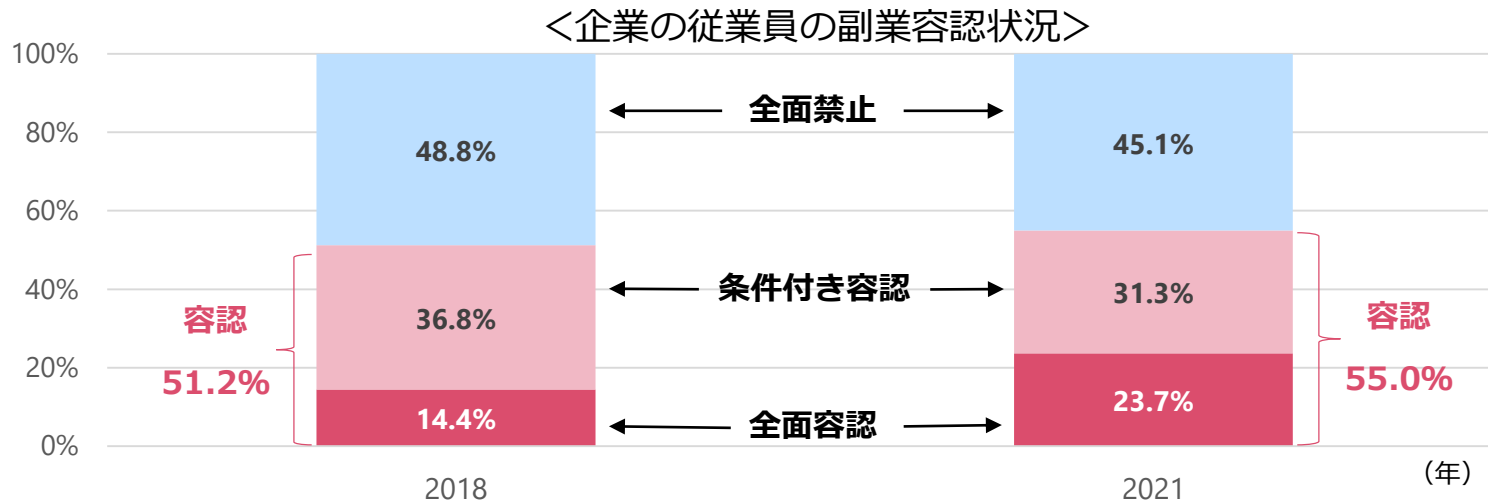 ＜企業の従業員の副業容認状況＞
100%
80%
60%
40%
20%
0%
全面禁止
48.8%
45.1%
条件付き容認
36.8%
31.3%
容認
51.2%
容認
55.0%
全面容認
14.4%
23.7%
2018
2021
（年）